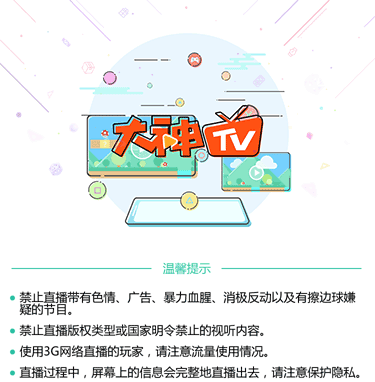 大神TV
温馨提示
禁止直播带有色情、广告、暴力血腥、消极反动以及有擦边球嫌
疑的节目。
禁止直播版权类型或国家明令禁止的视听内容。
使用3G网络直播的玩家，请注意流量使用情况。
直播过程中，屏幕上的信息会完整地直播出去，请注意保护隐私。